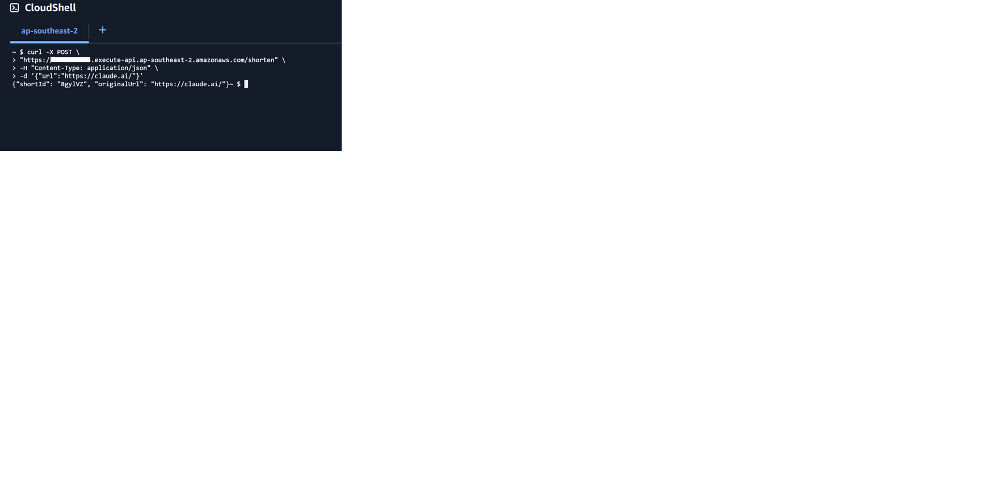 CloudShell
ap-southeast-2 +
~ $ curl -X POST \
> "https:/ .execute-api.ap-southeast-2.amazonaws.com/shorten" \
> -H "Content-Type: application/json" \
> -d '{"url":"https://claude.ai/"}'
{"shortId": "8gylVZ", "originalUrl": "https://claude.ai/"}~ $